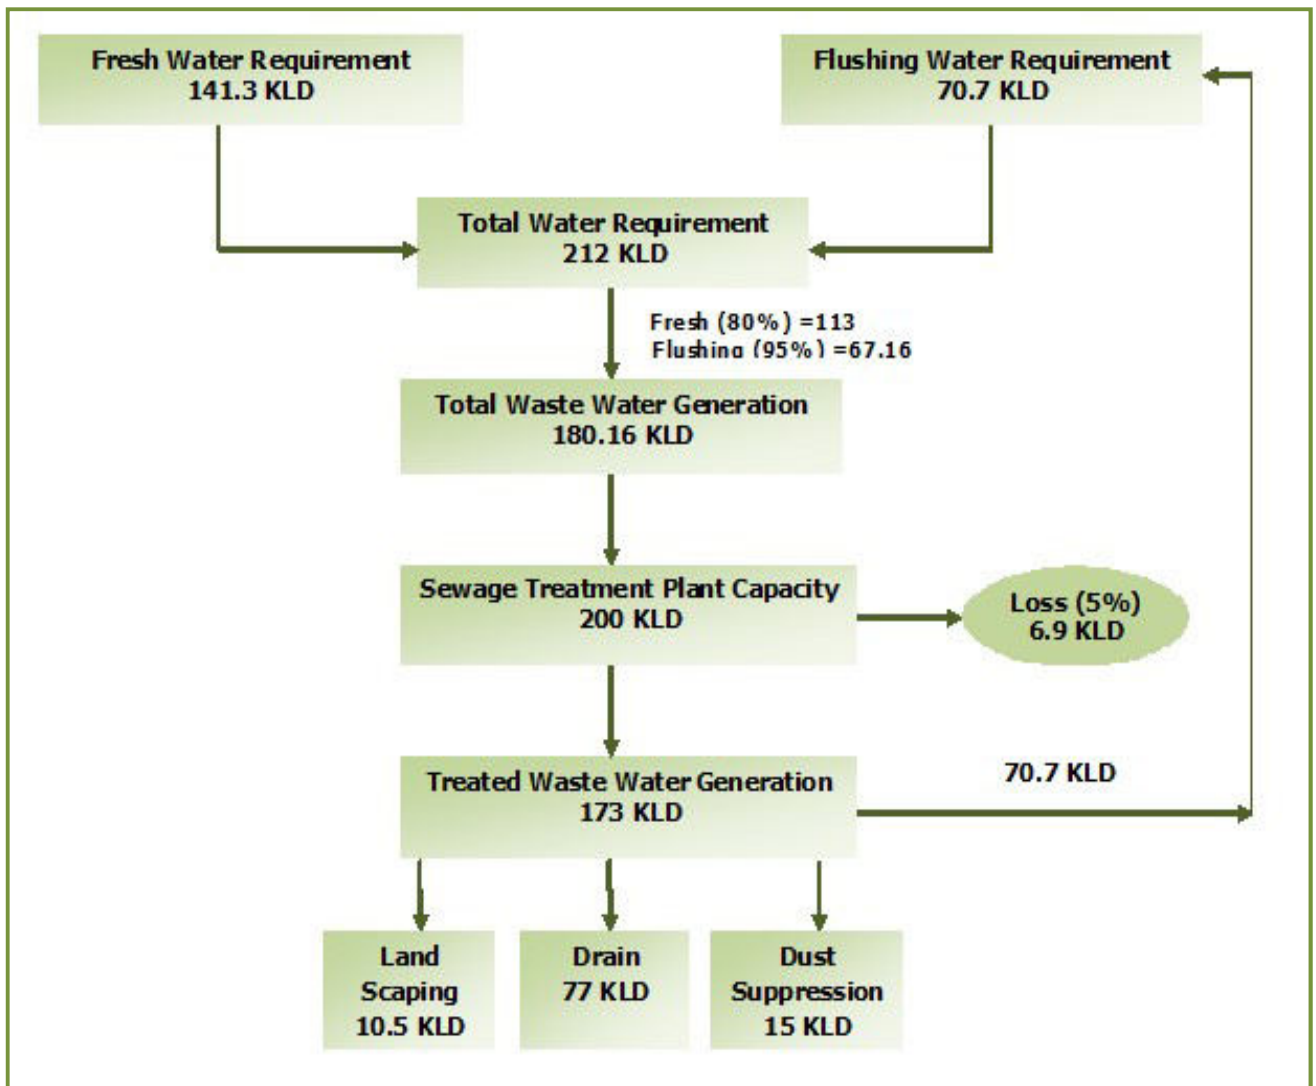 Fresh Water Requirement
141.3 KLD
Flushing Water Requirement
70.7 KLD
Total Water Requirement
212 KLD
Fresh (80%) =113
Flushing (95%) =67.16
Total Waste Water Generation
180.16 KLD
Sewage Treatment Plant Capacity
200 KLD
Loss (5%)
6.9 KLD
Treated Waste Water Generation
173 KLD
70.7 KLD
Land
Scaping
10.5 KLD
Drain
77 KLD
Dust
Suppression
15 KLD